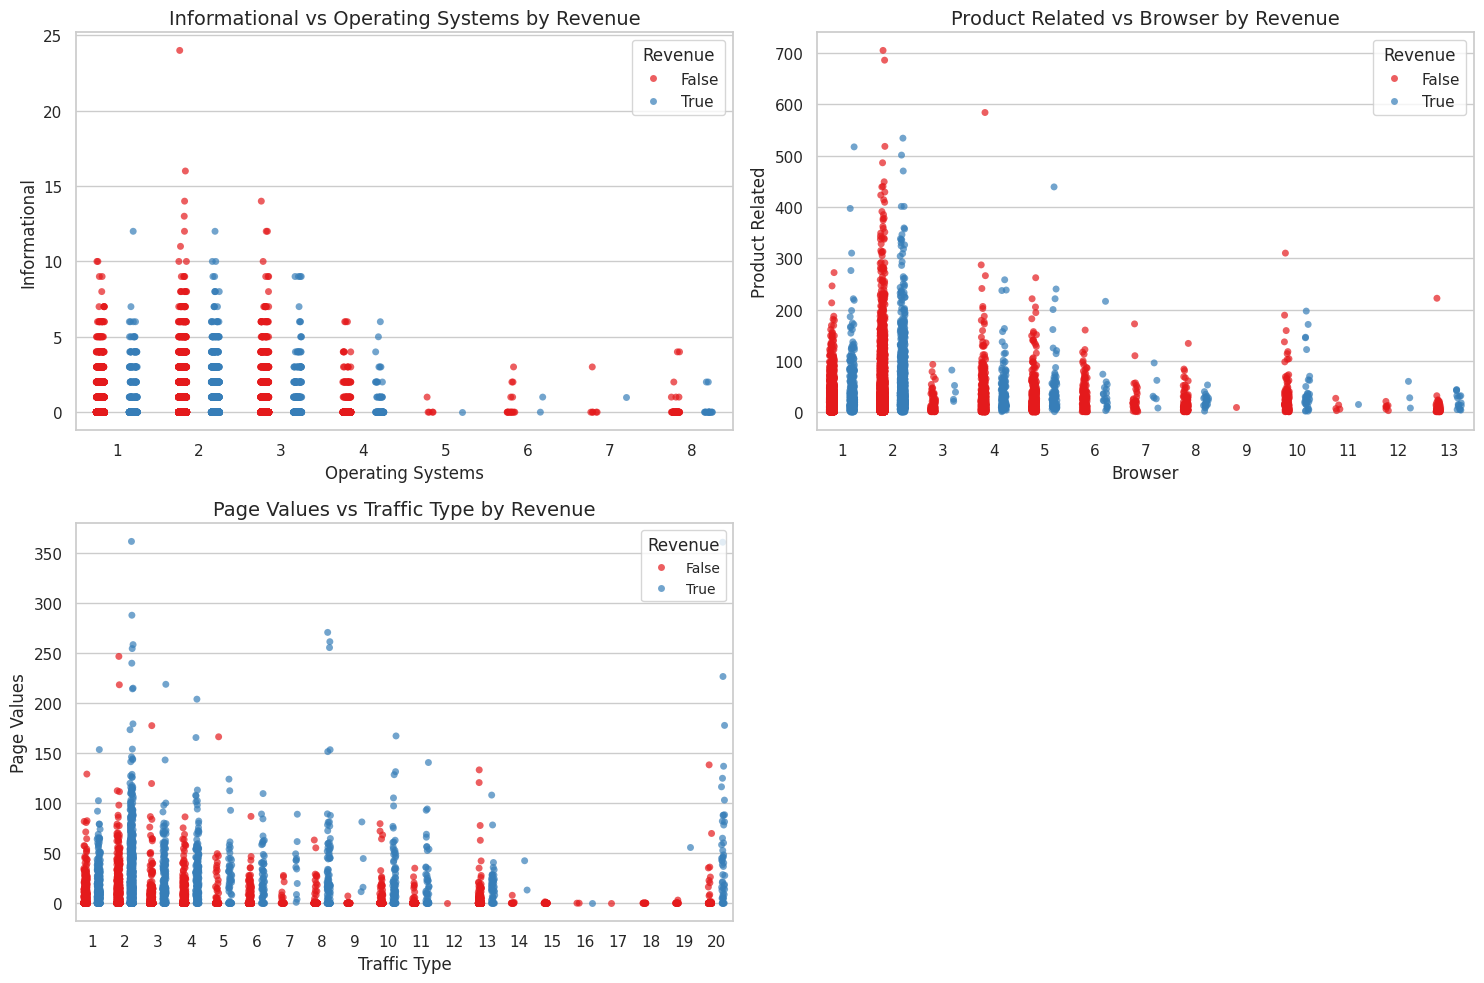 Informational vs Operating Systems by Revenue
25
20
15
10
5
0
Informational
Revenue
False
True
1 2 3 4 5 6 7 8
Operating Systems
Product Related vs Browser by Revenue
700
600
500
400
300
200
100
0
Product Related
Revenue
False
True
1 2 3 4 5 6 7 8 9 10 11 12 13
Browser
Page Values vs Traffic Type by Revenue
350
300
250
200
150
100
50
0
Page Values
Revenue
False
True
1 2 3 4 5 6 7 8 9 10 11 12 13 14 15 16 17 18 19 20
Traffic Type